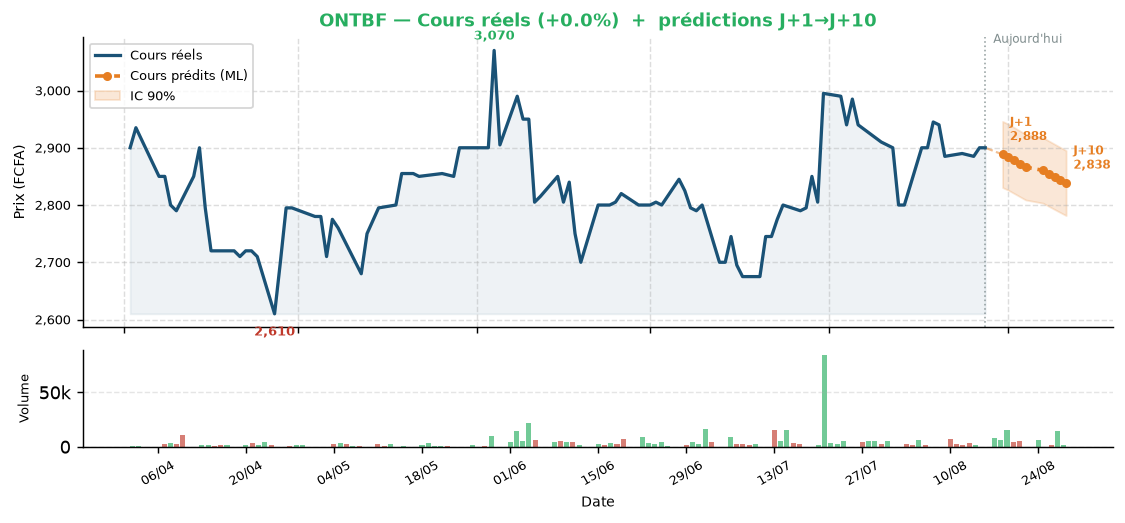 ONTBF — Cours réels (+0.0%) + prédictions J+1→J+10
3,070
Aujourd'hui
Cours réels
Cours prédits (ML)
IC 90%
J+1
2,888
J+10
2,838
Prix (FCFA)
3,000
2,900
2,800
2,700
2,600
2,610
Volume
50k
0
06/04
20/04
04/05
18/05
01/06
15/06
29/06
13/07
27/07
10/08
24/08
Date